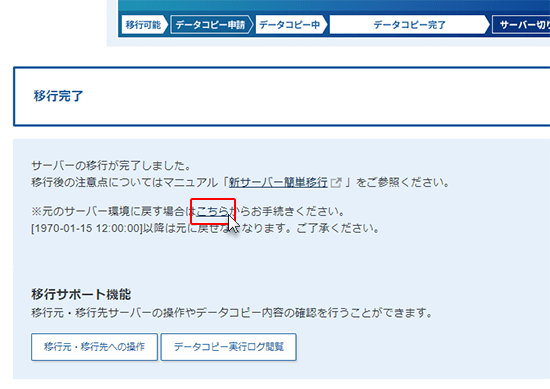 移行可能 データコピー申請 データコピー中 データコピー完了 サーバー切り
移行完了
サーバーの移行が完了しました。
移行後の注意点についてはマニュアル「新サーバー簡単移行」をご参照ください。
※元のサーバー環境に戻す場合はこちらからお手続きください。
[1970-01-15 12:00:00]以降は元に戻せなくなります。ご了承ください。
移行サポート機能
移行元・移行先サーバーの操作やデータコピー内容の確認を行うことができます。
移行元・移行先への操作 データコピー実行ログ閲覧